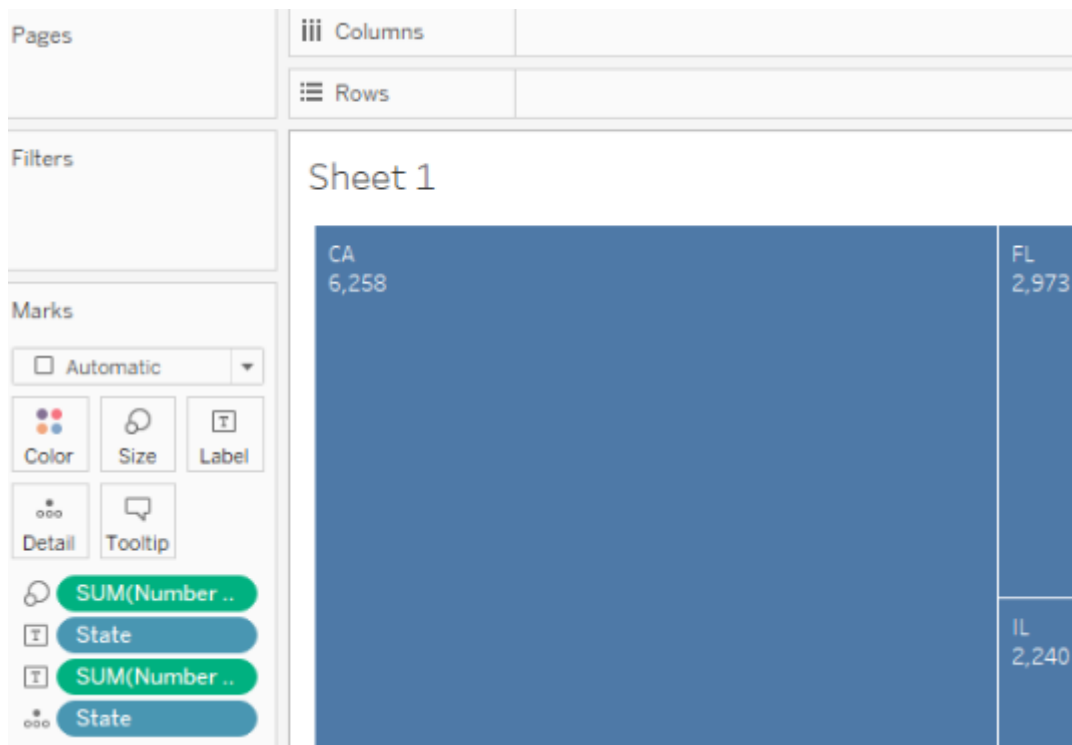 Pages
Columns
Rows
Filters
Sheet 1
CA
6,258
FL
2,973
IL
2,240
Marks
Automatic
Color
Size
Label
Detail
Tooltip
SUM(Number ..
State
SUM(Number ..
State